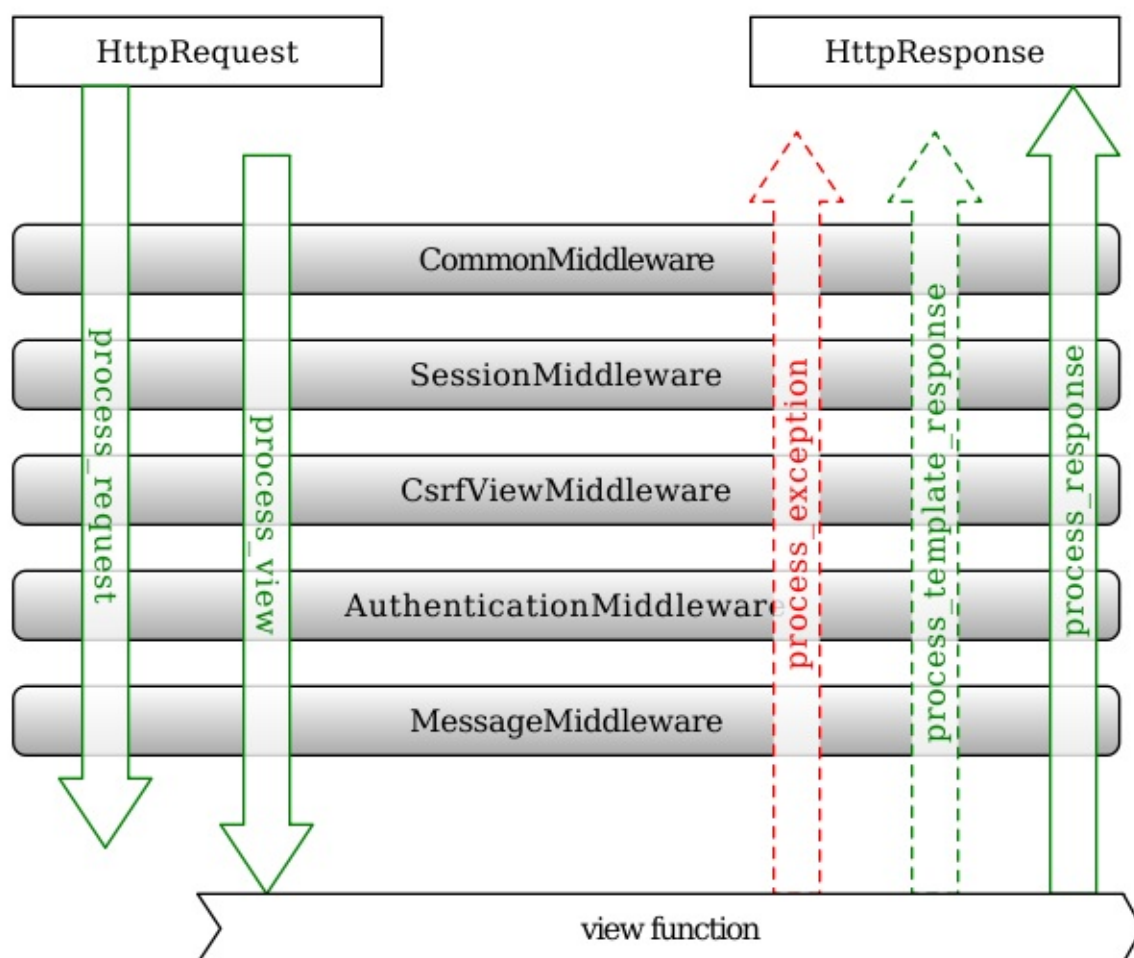 HttpRequest
HttpResponse
CommonMiddleware
SessionMiddleware
CsrfViewMiddleware
AuthenticationMiddleware
MessageMiddleware
process_request
process_view
process_exception
process_template_response
process_response
view function